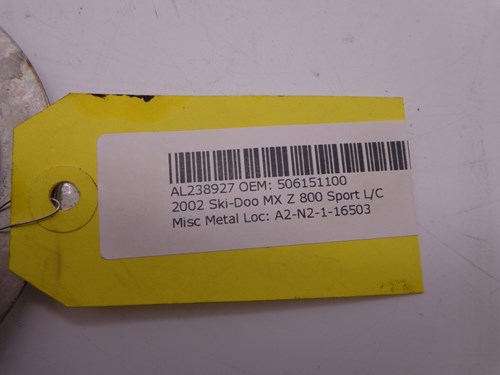 AL238927 OEM: 506151100
2002 Ski-Doo MX Z 800 Sport L/C
Misc Metal Loc: A2-N2-1-16503